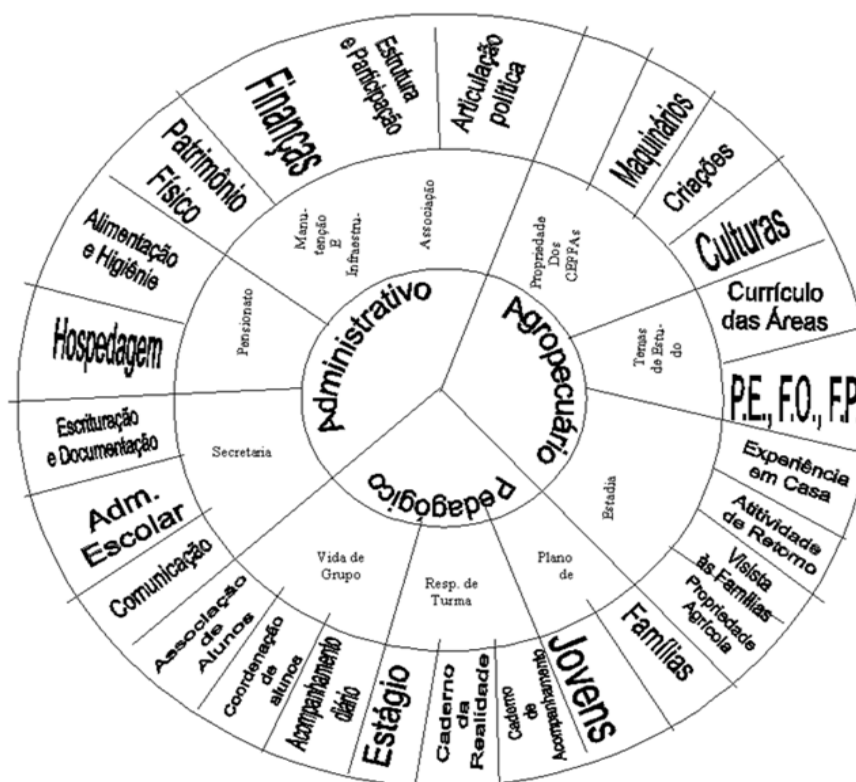 Administrativo
Agropecuário
Pedagogico
Associação
Propriedade
Dos
CEFFAs
Temas
de Estu-
do
Estadia
Plano
de
Resp. de
Turma
Vida de
Grupo
Secretaria
Pensionato
Manu-
tenção
E
Infraestru-
Articulação
política
Maquinários
Criações
Culturas
Currículo
das Áreas
P.E., F.O., F.P
Experiência
em Casa
Atitividade
de Retorno
Visista
às Famílias
Propriedade
Agrícola
Famílias
Jovens
Caderno
de
Acompanhamento
Caderno
da
Realidade
Estágio
Acompanhamento
diário
Coordenação
de
alunos
Associação
de
Alunos
Comunicação
Adm.
Escolar
Escrituração
e Documentação
Hospedagem
Alimentação
e Higiênie
Patrimônio
Físico
Finanças
Estrutura
e Participação